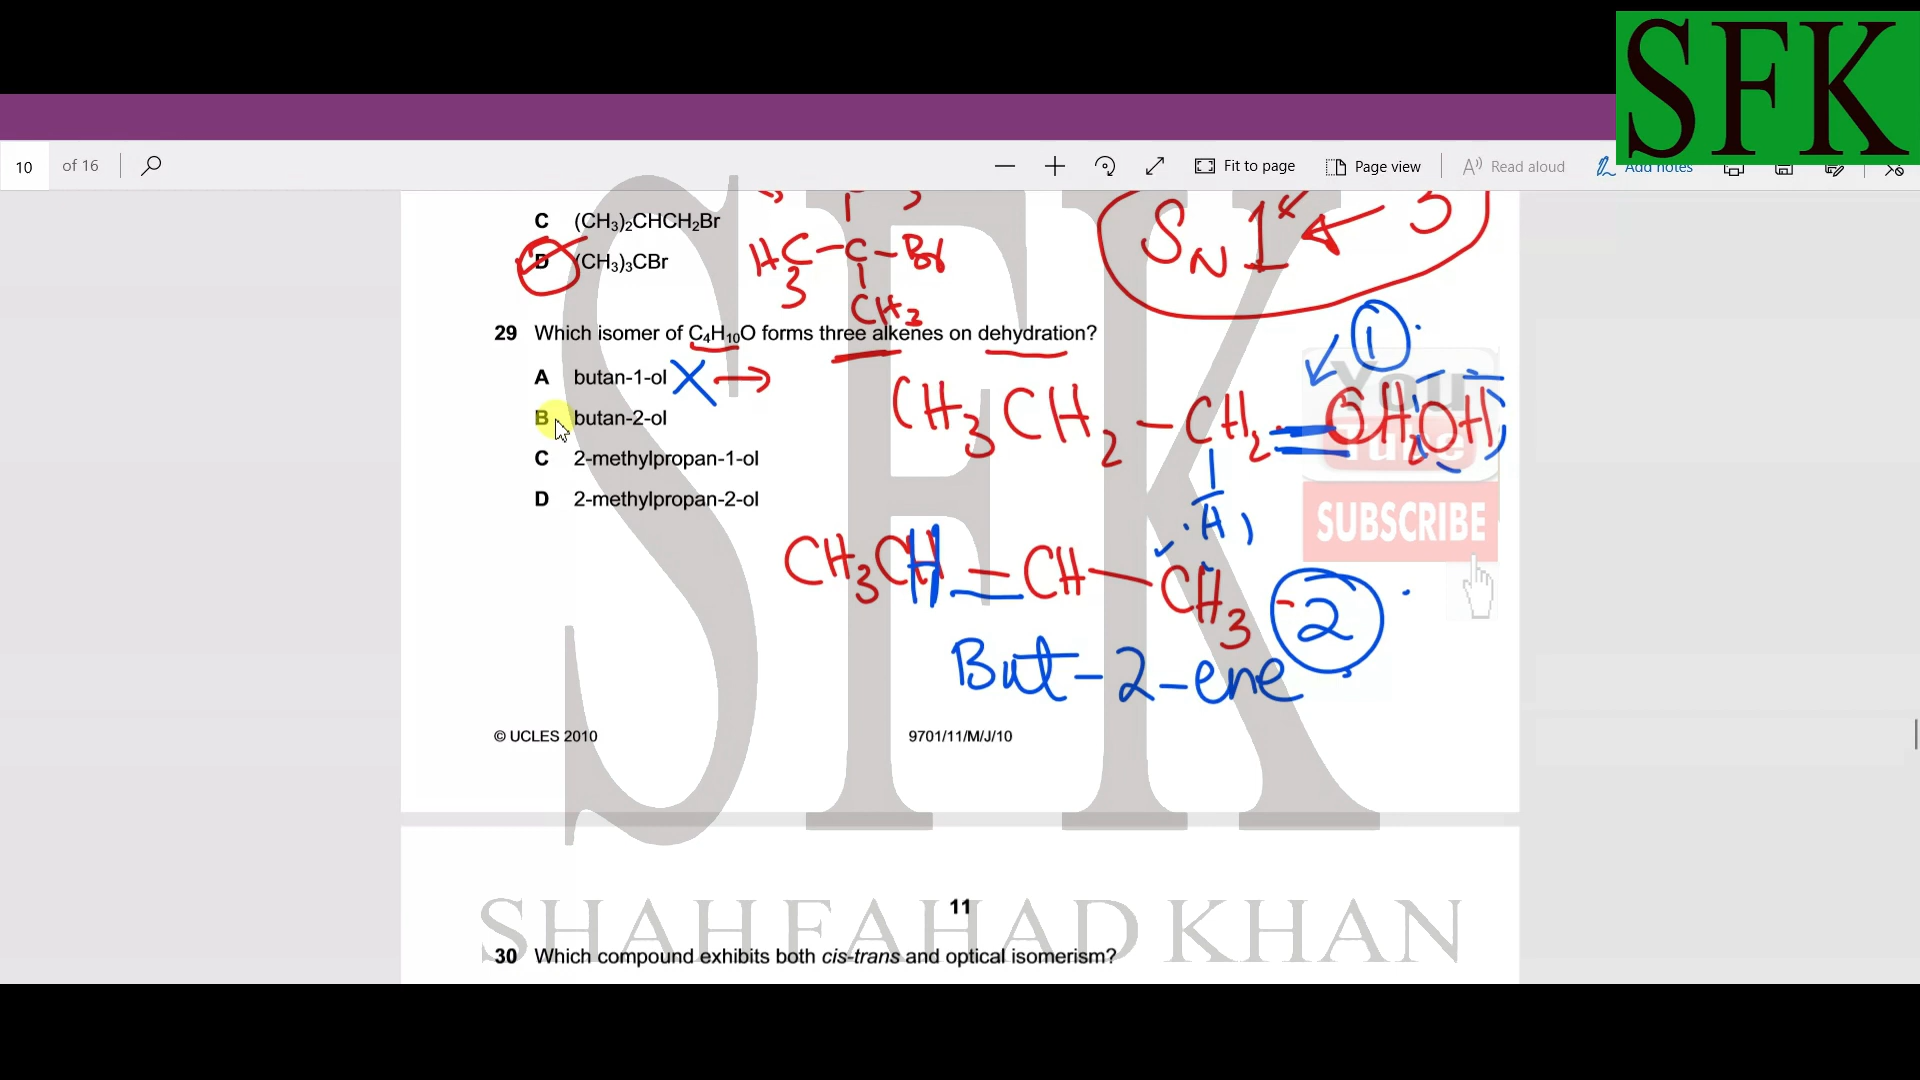 SFK
10 of 16 Fit to page Page view Read aloud Add notes
C (CH₃)₂CHCH₂Br
D (CH₃)₃CBr
H₃C – C – Br
CH₃
SN1
29 Which isomer of C₄H₁₀O forms three alkenes on dehydration?
1
A butan-1-ol X →
CH₃CH₂ – CH₂ = CH₂OH
B butan-2-ol
C 2-methylpropan-1-ol
D 2-methylpropan-2-ol
H
You
Tube
SUBSCRIBE
CH₃CH = CH – CH₃
2
But-2-ene
© UCLES 2010 9701/11/M/J/10
SFK
11
SHAH FAHAD KHAN
30 Which compound exhibits both cis-trans and optical isomerism?